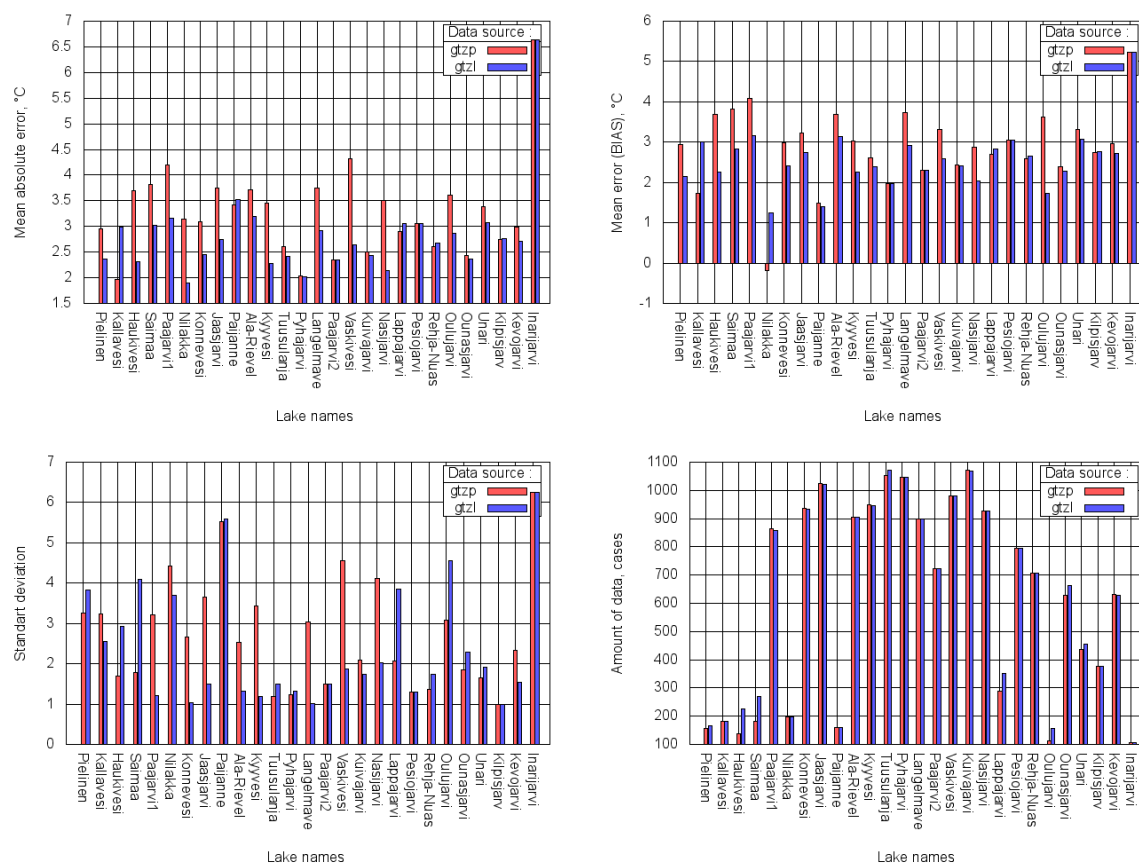 Mean absolute error, °C
7
6.5
6
5.5
5
4.5
4
3.5
3
2.5
2
1.5
Data source :
gtzp
gtzl
Pielinen
Kallavesi
Haukivesi
Saimaa
Paajarvi1
Nilakka
Konnevesi
Jaasjarvi
Paijanne
Ala-Rievel
Kyyvesi
Tuusulanja
Pyhajarvi
Langelmave
Paajarvi2
Vaskivesi
Kuivajarvi
Nasijarvi
Lappajarvi
Pesiojarvi
Rehja-Nuas
Oulujarvi
Ounasjarvi
Unari
Kilpisjarv
Kevojarvi
Inarijarvi
Lake names
Mean error (BIAS), °C
6
5
4
3
2
1
0
-1
Data source :
gtzp
gtzl
Pielinen
Kallavesi
Haukivesi
Saimaa
Paajarvi1
Nilakka
Konnevesi
Jaasjarvi
Paijanne
Ala-Rievel
Kyyvesi
Tuusulanja
Pyhajarvi
Langelmave
Paajarvi2
Vaskivesi
Kuivajarvi
Nasijarvi
Lappajarvi
Pesiojarvi
Rehja-Nuas
Oulujarvi
Ounasjarvi
Unari
Kilpisjarv
Kevojarvi
Inarijarvi
Lake names
Standart deviation
7
6
5
4
3
2
1
0
Data source :
gtzp
gtzl
Pielinen
Kallavesi
Haukivesi
Saimaa
Paajarvi1
Nilakka
Konnevesi
Jaasjarvi
Paijanne
Ala-Rievel
Kyyvesi
Tuusulanja
Pyhajarvi
Langelmave
Paajarvi2
Vaskivesi
Kuivajarvi
Nasijarvi
Lappajarvi
Pesiojarvi
Rehja-Nuas
Oulujarvi
Ounasjarvi
Unari
Kilpisjarv
Kevojarvi
Inarijarvi
Lake names
Amount of data, cases
1100
1000
900
800
700
600
500
400
300
200
100
Data source :
gtzp
gtzl
Pielinen
Kallavesi
Haukivesi
Saimaa
Paajarvi1
Nilakka
Konnevesi
Jaasjarvi
Paijanne
Ala-Rievel
Kyyvesi
Tuusulanja
Pyhajarvi
Langelmave
Paajarvi2
Vaskivesi
Kuivajarvi
Nasijarvi
Lappajarvi
Pesiojarvi
Rehja-Nuas
Oulujarvi
Ounasjarvi
Unari
Kilpisjarv
Kevojarvi
Inarijarvi
Lake names